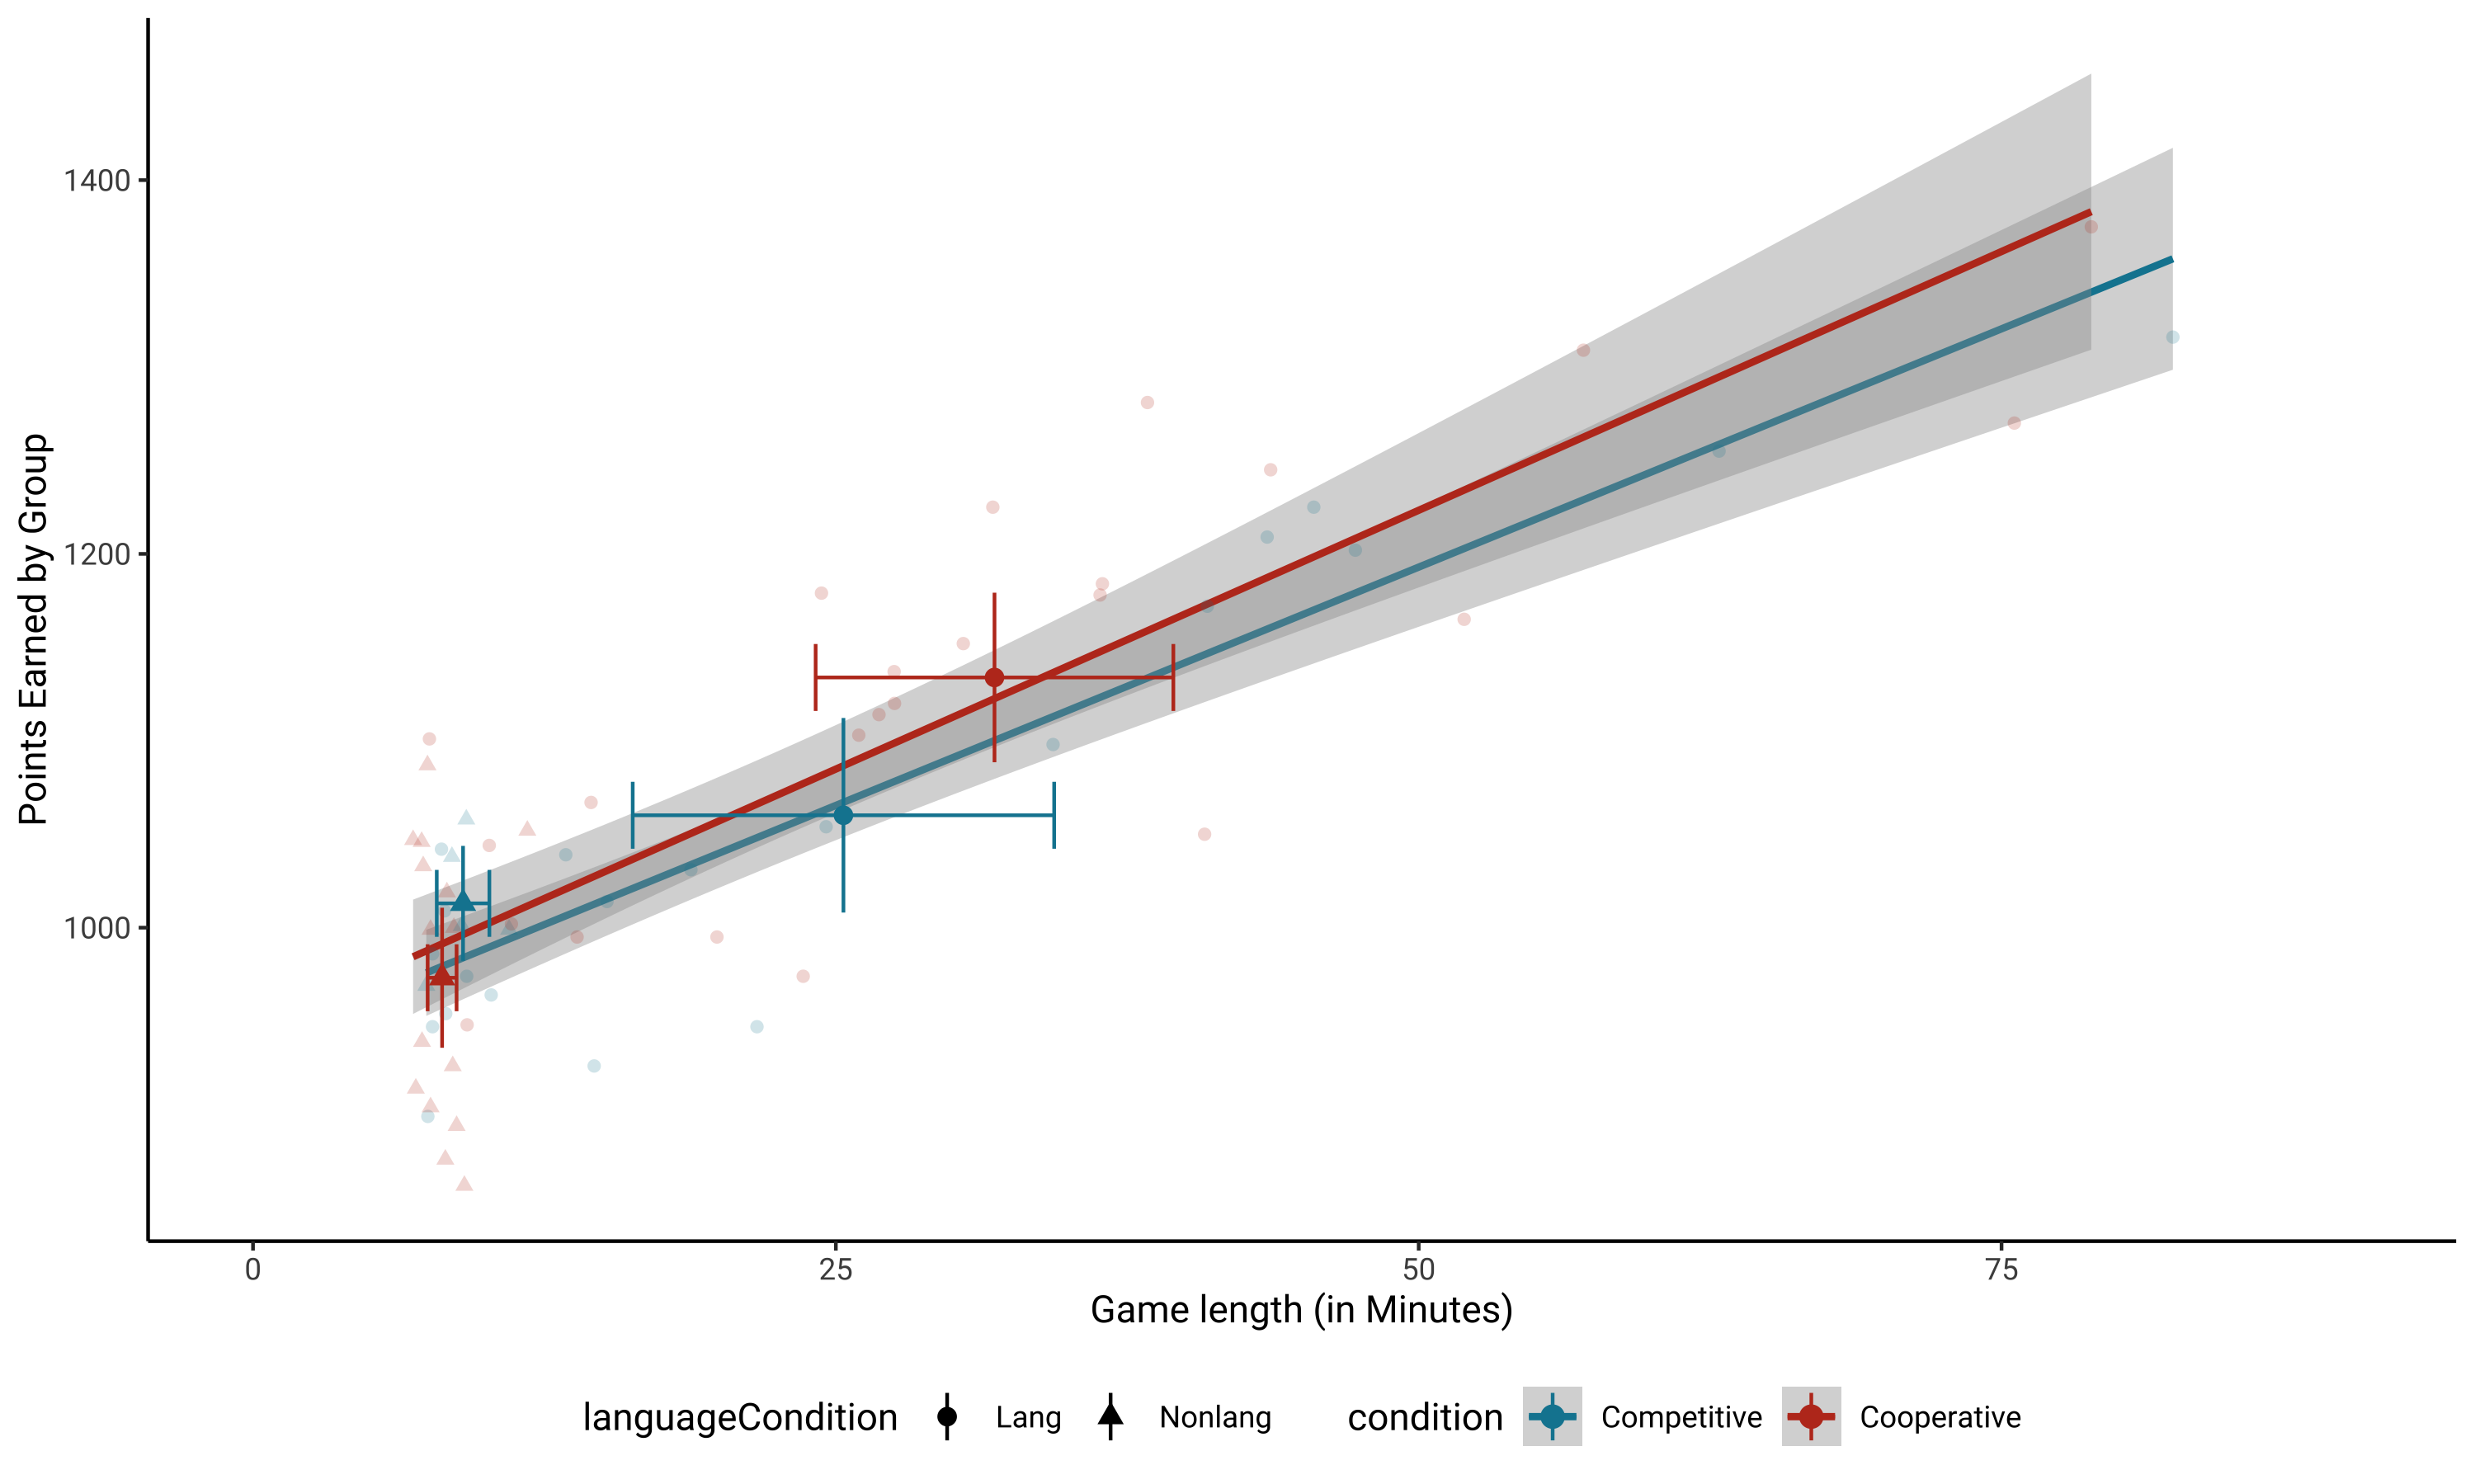 Points Earned by Group
1400
1200
1000
0 25 50 75
Game length (in Minutes)
languageCondition Lang Nonlang condition Competitive Cooperative